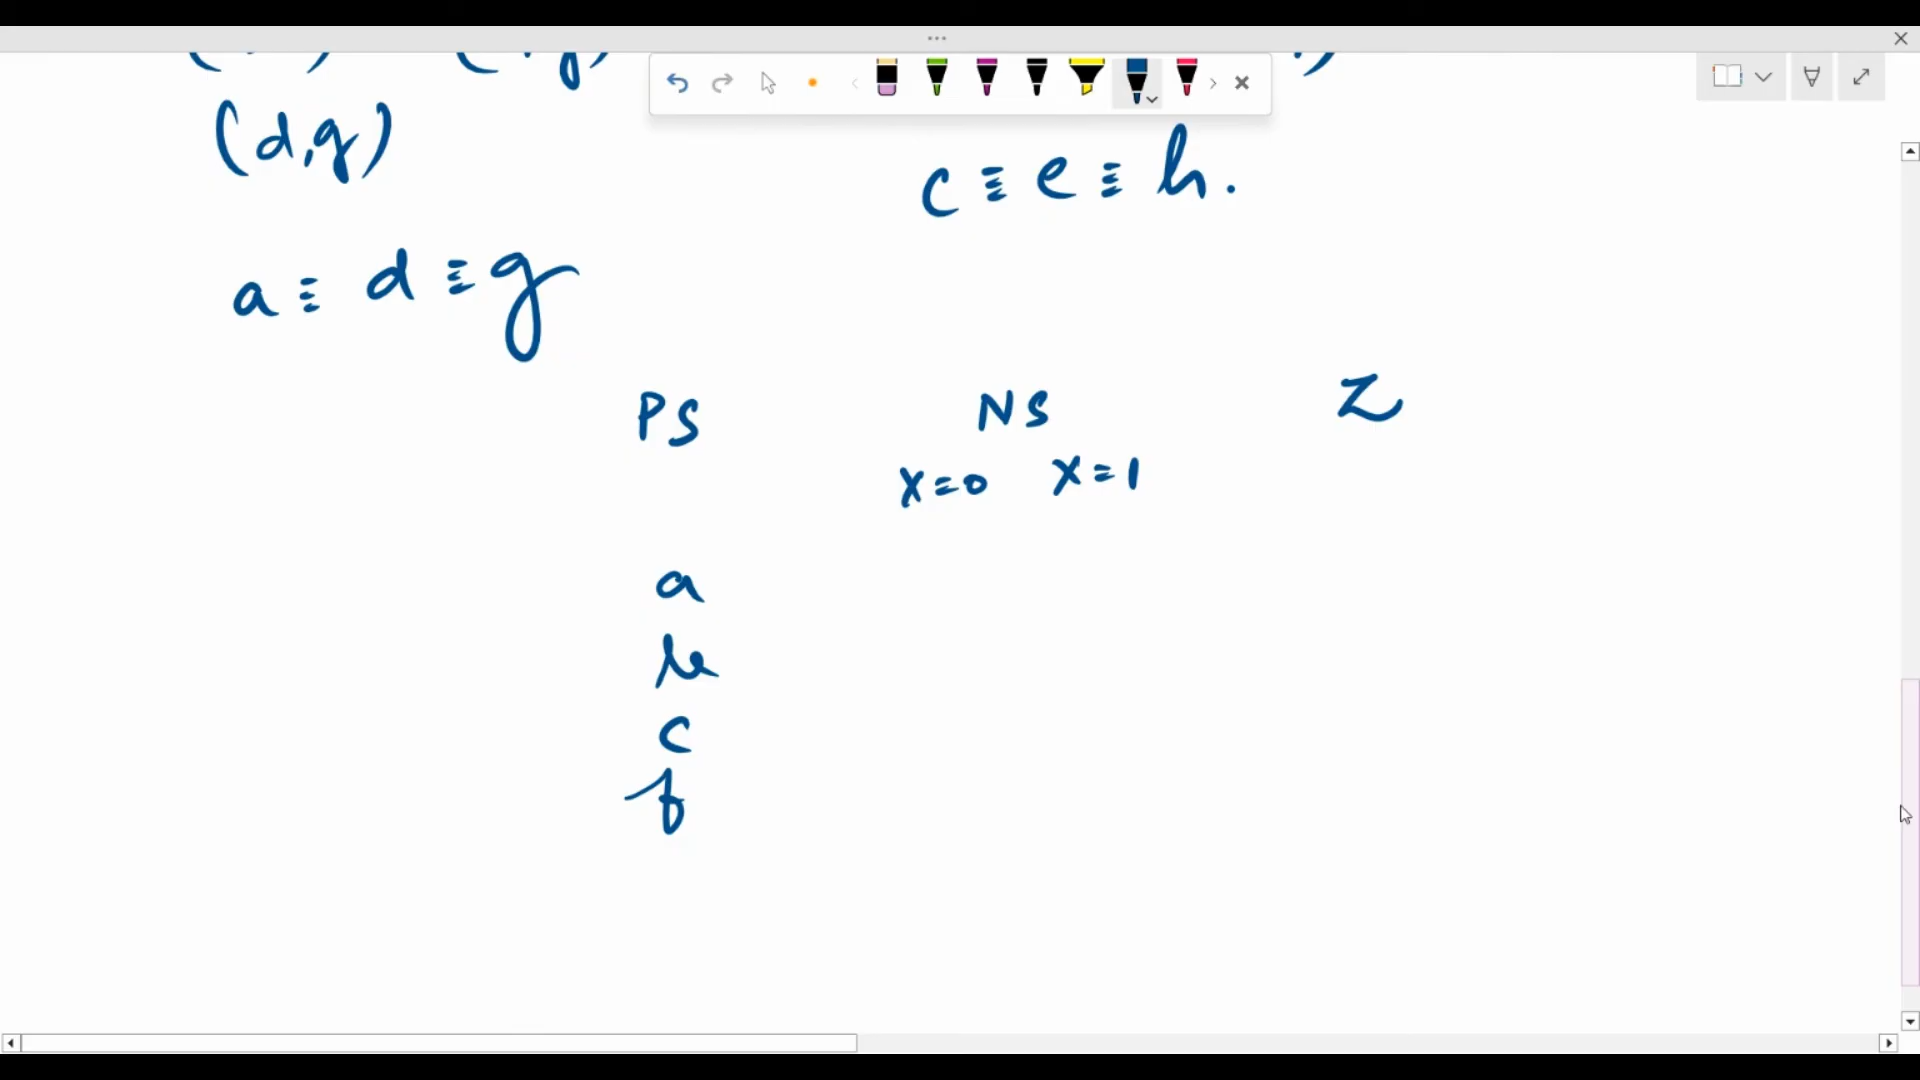 (d,g)
c ≡ e ≡ h.
a ≡ d ≡ g
PS NS Z
X=0 X=1
a
b
c
f